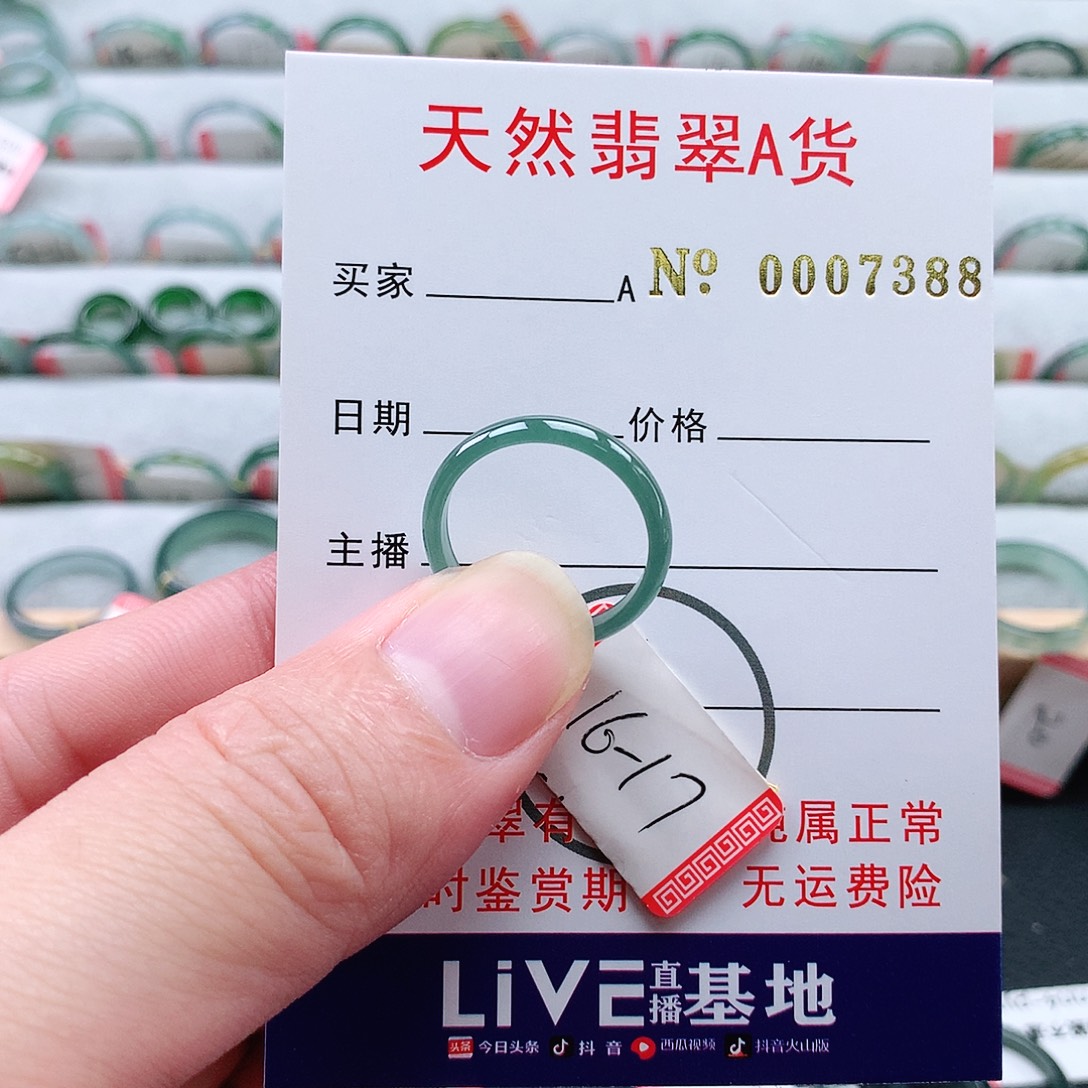 天然翡翠A货
买家 A Nº 0007388
日期 价格
主播
16-17
翠有 纯属正常
时鉴赏期 无运费险
LiVE直播基地
今日头条 抖音 西瓜视频 抖音火山版